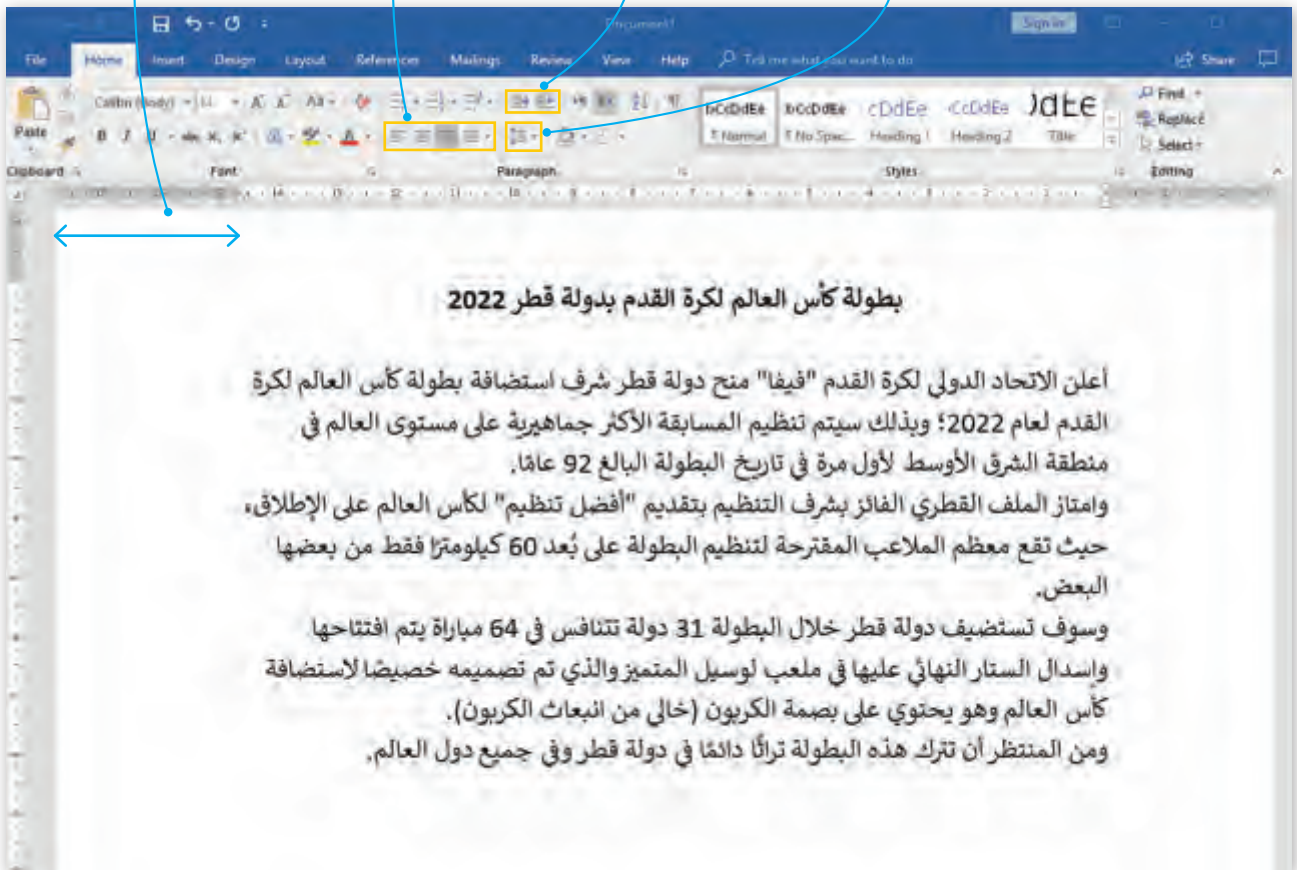 Document1
Sign in
File Home Insert Design Layout References Mailings Review View Help Tell me what you want to do Share
Calibri (Body) 11 Aa
Paste B I U abc
Find
Replace
Select
¶ Normal ¶ No Spac... Heading 1 Heading 2 Title
Clipboard Font Paragraph Styles Editing
بطولة كأس العالم لكرة القدم بدولة قطر 2022
أعلن الاتحاد الدولي لكرة القدم "فيفا" منح دولة قطر شرف استضافة بطولة كأس العالم لكرة
القدم لعام 2022؛ وبذلك سيتم تنظيم المسابقة الأكثر جماهيرية على مستوى العالم في
منطقة الشرق الأوسط لأول مرة في تاريخ البطولة البالغ 92 عامًا.
وامتاز الملف القطري الفائز بشرف التنظيم بتقديم "أفضل تنظيم" لكأس العالم على الإطلاق،
حيث تقع معظم الملاعب المقترحة لتنظيم البطولة على بُعد 60 كيلومترًا فقط من بعضها
البعض.
وسوف تستضيف دولة قطر خلال البطولة 31 دولة تتنافس في 64 مباراة يتم افتتاحها
واسدال الستار النهائي عليها في ملعب لوسيل المتميز والذي تم تصميمه خصيصًا لاستضافة
كأس العالم وهو يحتوي على بصمة الكربون (خالي من انبعاث الكربون).
ومن المنتظر أن تترك هذه البطولة تراثًا دائمًا في دولة قطر وفي جميع دول العالم.